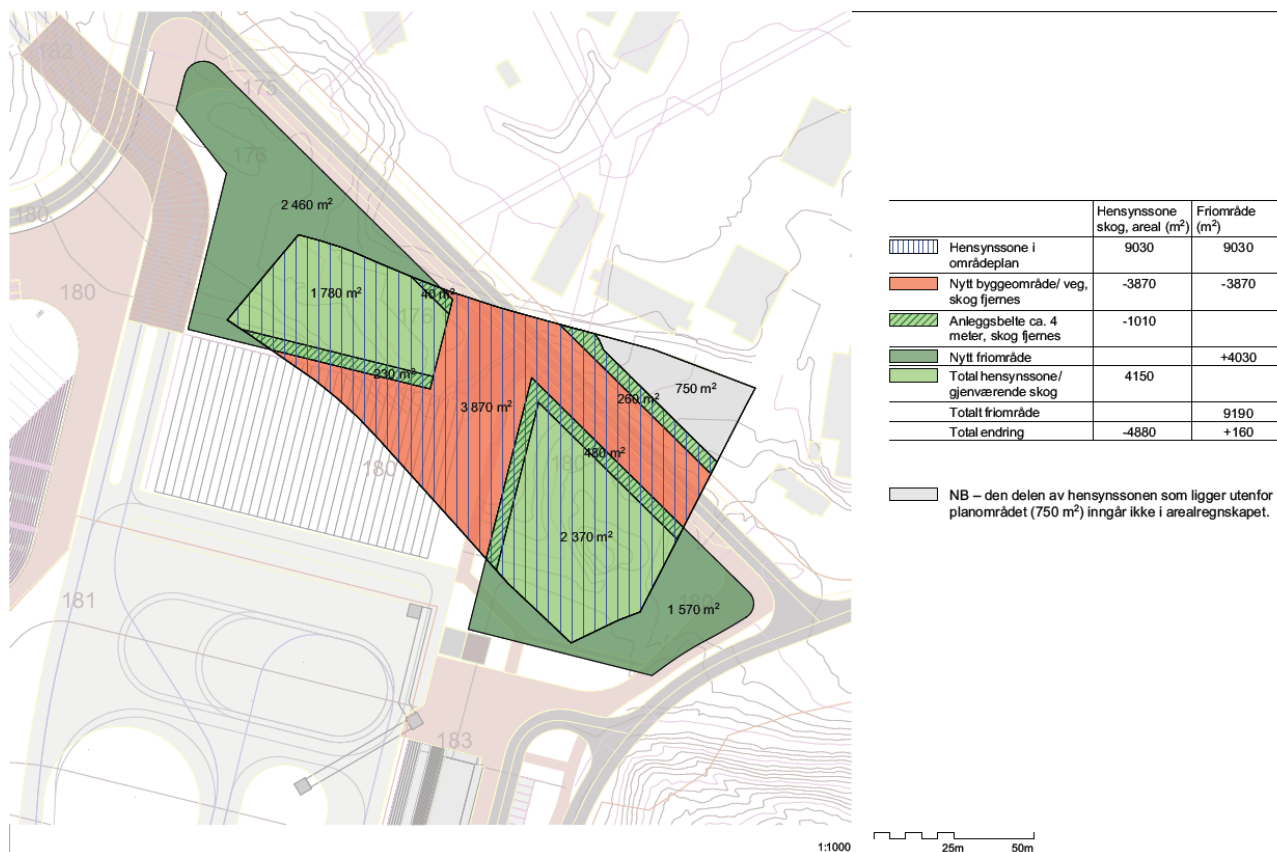 182
175
176
180
2 460 m²
180
1 780 m²
40 m²
176
180
230 m²
3 870 m²
750 m²
260 m²
180
180
480 m²
2 370 m²
181
180
1 570 m²
183
1:1000
Hensynssone skog, areal (m²)
Friområde (m²)
Hensynssone i områdeplan
9030
9030
Nytt byggeområde/ veg, skog fjernes
-3870
-3870
Anleggsbelte ca. 4 meter, skog fjernes
-1010
Nytt friområde
+4030
Total hensynssone/ gjenværende skog
4150
Totalt friområde
9190
Total endring
-4880
+160
NB – den delen av hensynssonen som ligger utenfor
planområdet (750 m²) inngår ikke i arealregnskapet.
25m
50m